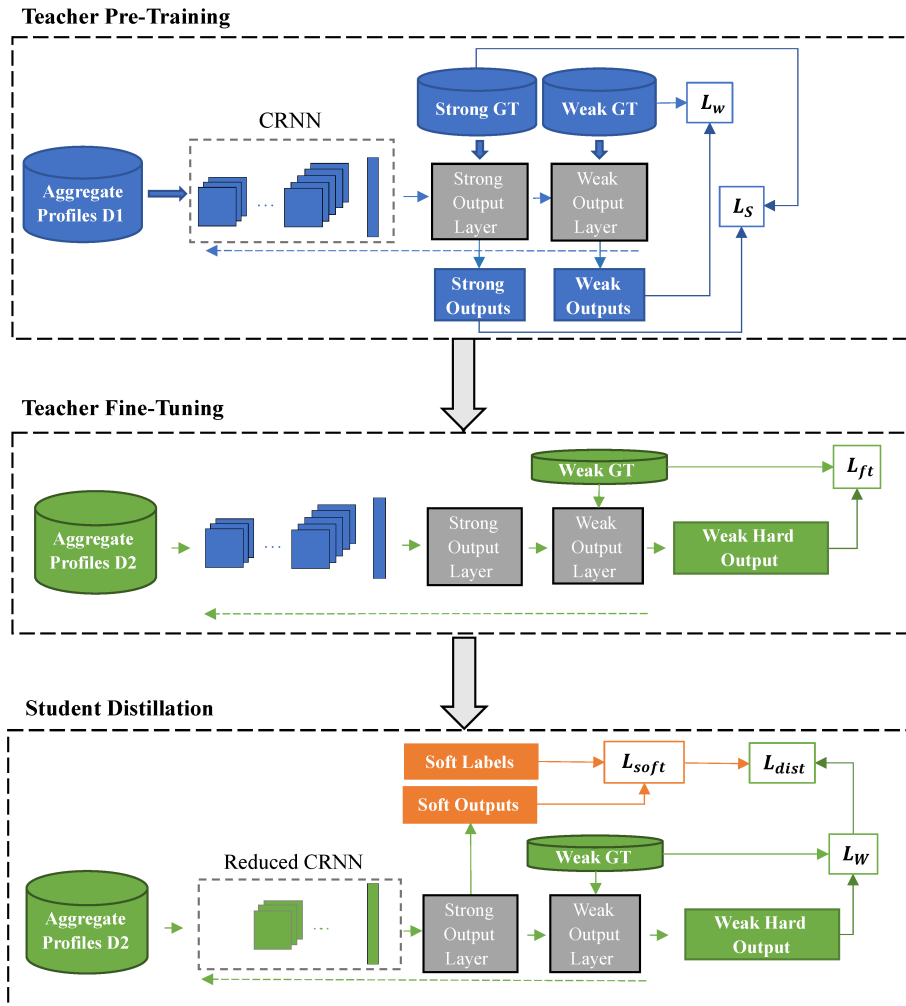 Teacher Pre-Training
Strong GT
Weak GT
L_w
CRNN
Aggregate
Profiles D1
...
Strong
Output
Layer
Weak
Output
Layer
L_S
Strong
Outputs
Weak
Outputs
Teacher Fine-Tuning
Weak GT
L_ft
Aggregate
Profiles D2
...
Strong
Output
Layer
Weak
Output
Layer
Weak Hard
Output
Student Distillation
Soft Labels
L_soft
L_dist
Soft Outputs
Reduced CRNN
Weak GT
L_W
Aggregate
Profiles D2
...
Strong
Output
Layer
Weak
Output
Layer
Weak Hard
Output